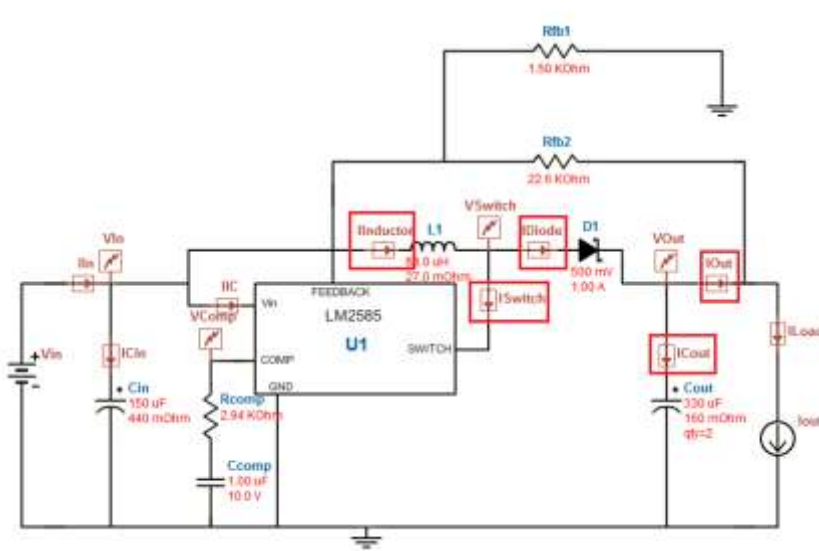 Rfb1
1.50 KOhm
Rfb2
22.6 KOhm
VSwitch
IInductor
L1
IDiode
D1
VIn
VOut
IIn
IOut
27.0 mOhm
500 mV
1.00 A
IIC
Vin
FEEDBACK
ISwitch
VComp
LM2585
U1
COMP
SWITCH
GND
Vin
ICin
ICout
ILoad
Cin
150 uF
440 mOhm
Rcomp
2.94 KOhm
Cout
330 uF
160 mOhm
qty=2
Iout
Ccomp
1.00 uF
10.0 V